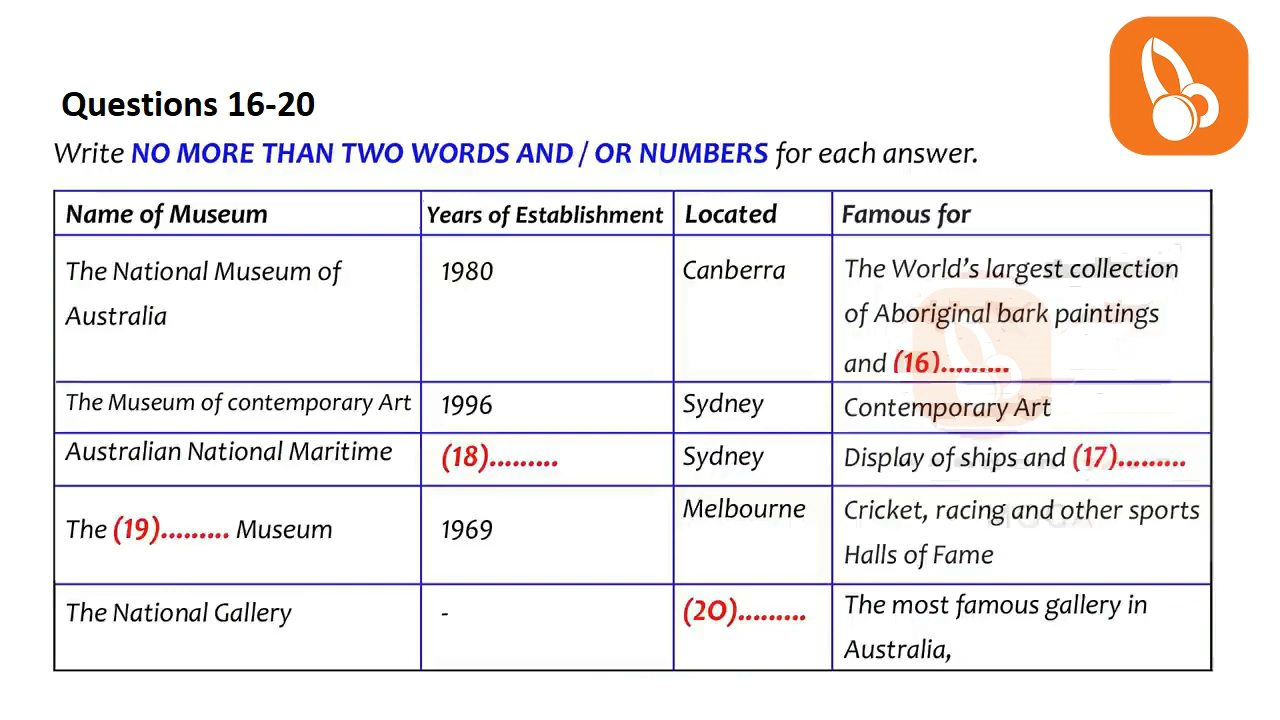 Questions 16-20
Write NO MORE THAN TWO WORDS AND / OR NUMBERS for each answer.
Name of Museum Years of Establishment Located Famous for
The National Museum of Australia 1980 Canberra The World's largest collection of Aboriginal bark paintings and (16).........
The Museum of contemporary Art 1996 Sydney Contemporary Art
Australian National Maritime (18)......... Sydney Display of ships and (17).........
The (19)......... Museum 1969 Melbourne Cricket, racing and other sports Halls of Fame
The National Gallery - (20)......... The most famous gallery in Australia,